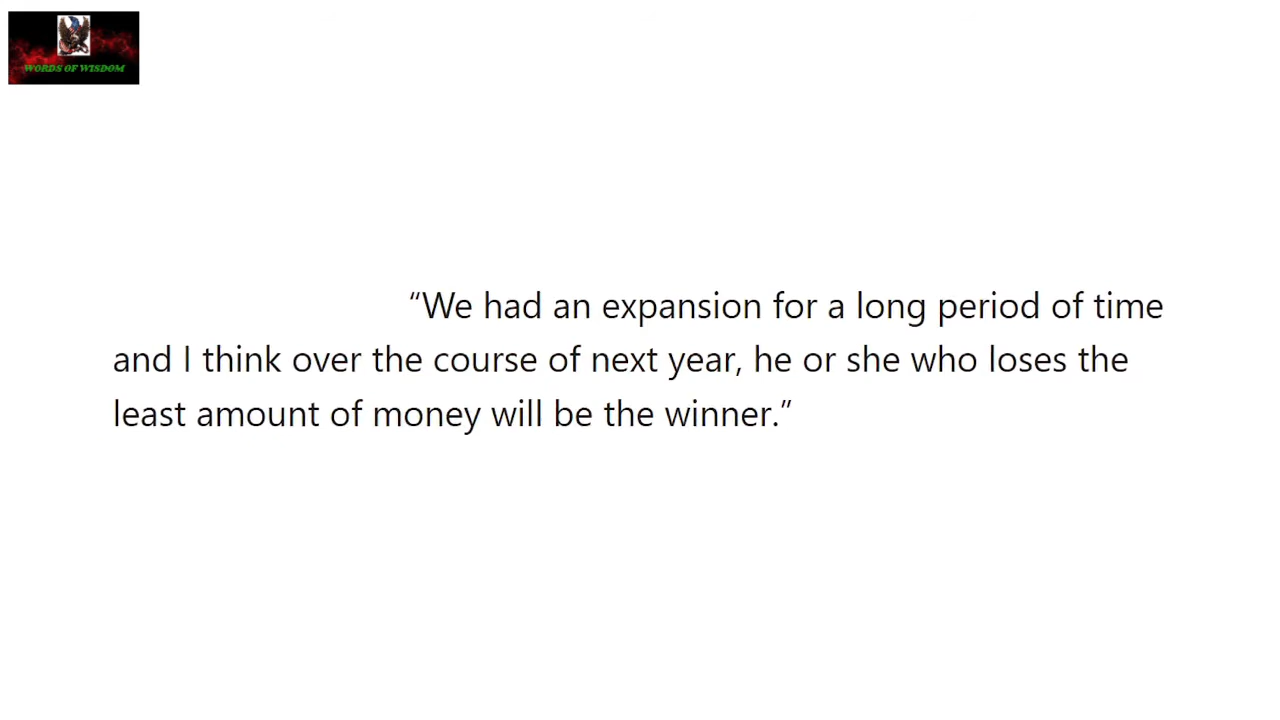 WORDS OF WISDOM
“We had an expansion for a long period of time
and I think over the course of next year, he or she who loses the
least amount of money will be the winner.”